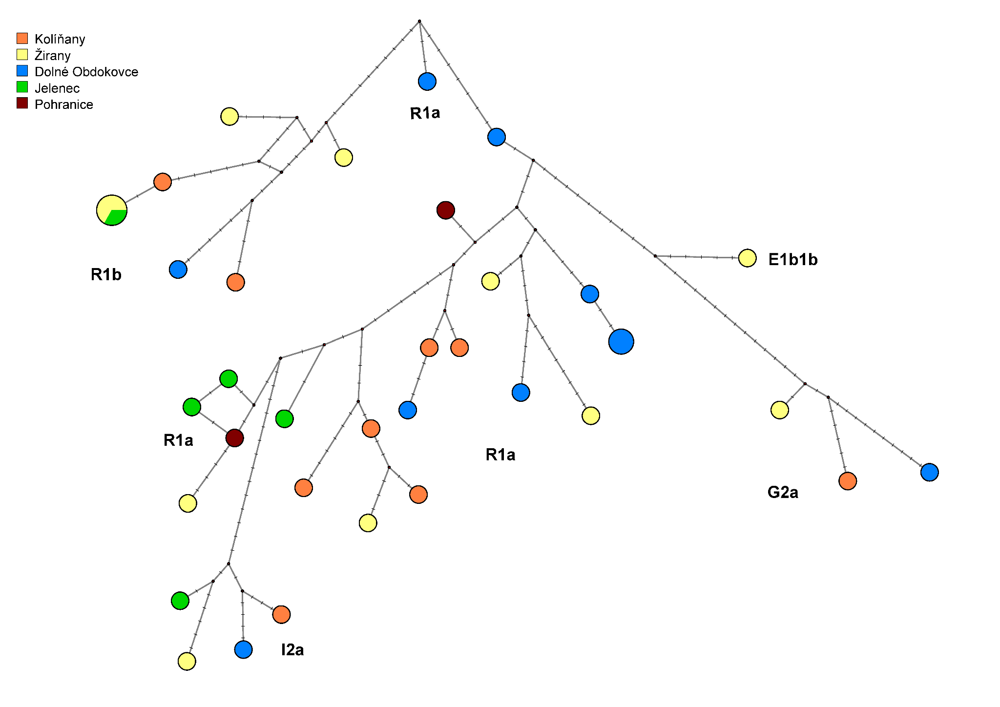 Kolíňany
Žirany
Dolné Obdokovce
Jelenec
Pohranice
R1a
E1b1b
R1b
R1a
R1a
G2a
I2a